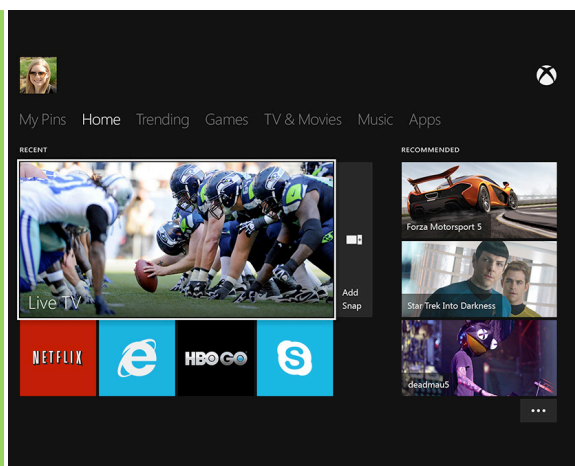 My Pins Home Trending Games TV & Movies Music Apps
RECENT
RECOMMENDED
Live TV
Add
Snap
Forza Motorsport 5
Star Trek Into Darkness
deadmau5
NETFLIX
HBO GO